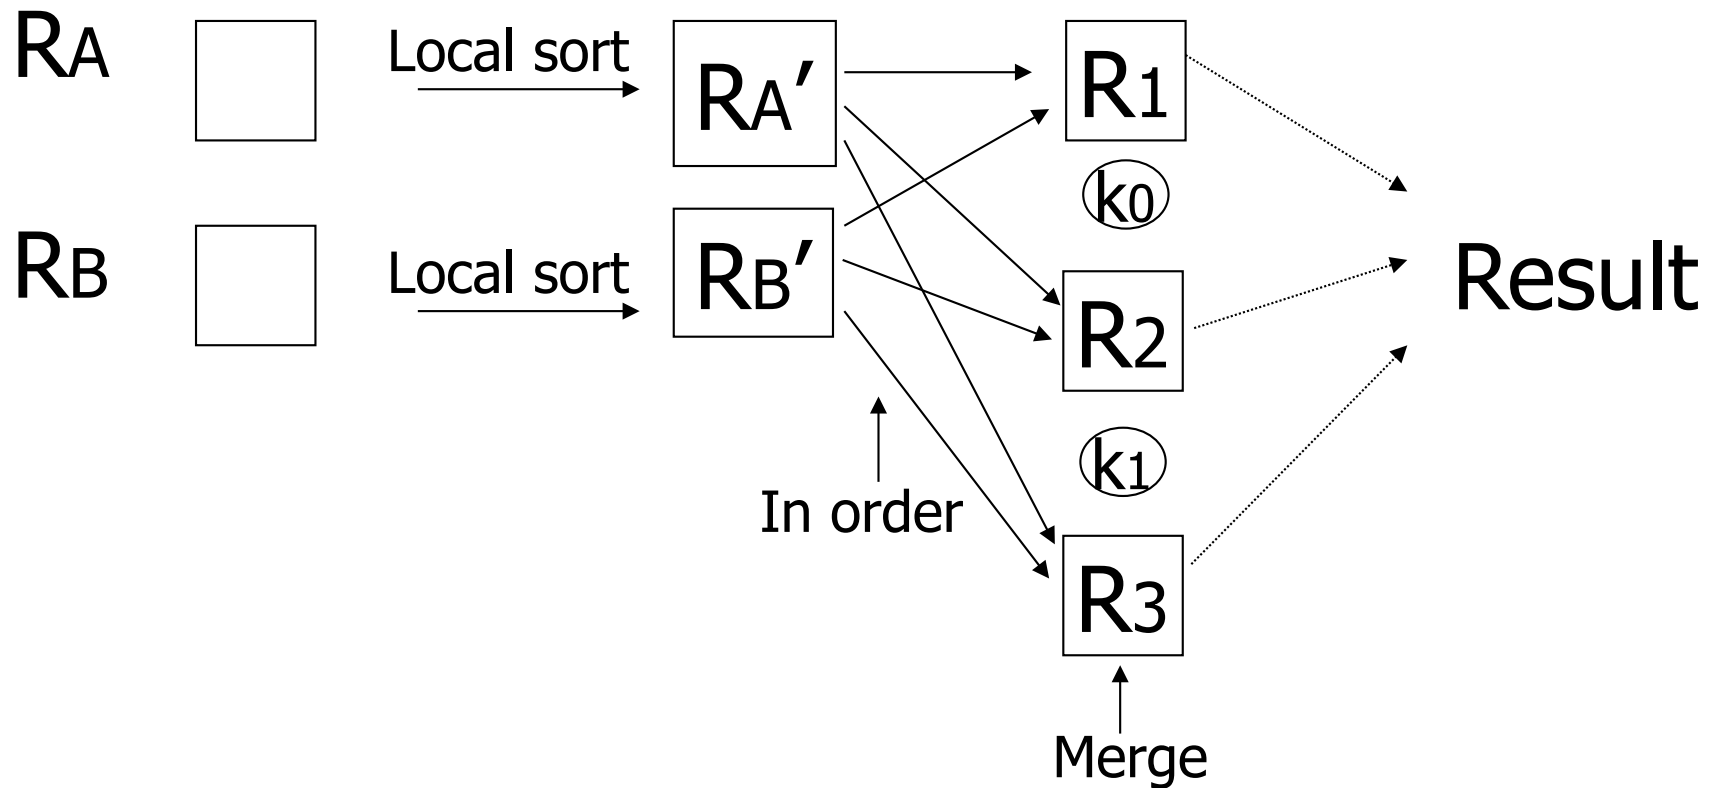 RA
Local sort
RA′
R1
k0
RB
Local sort
RB′
R2
Result
k1
In order
R3
Merge